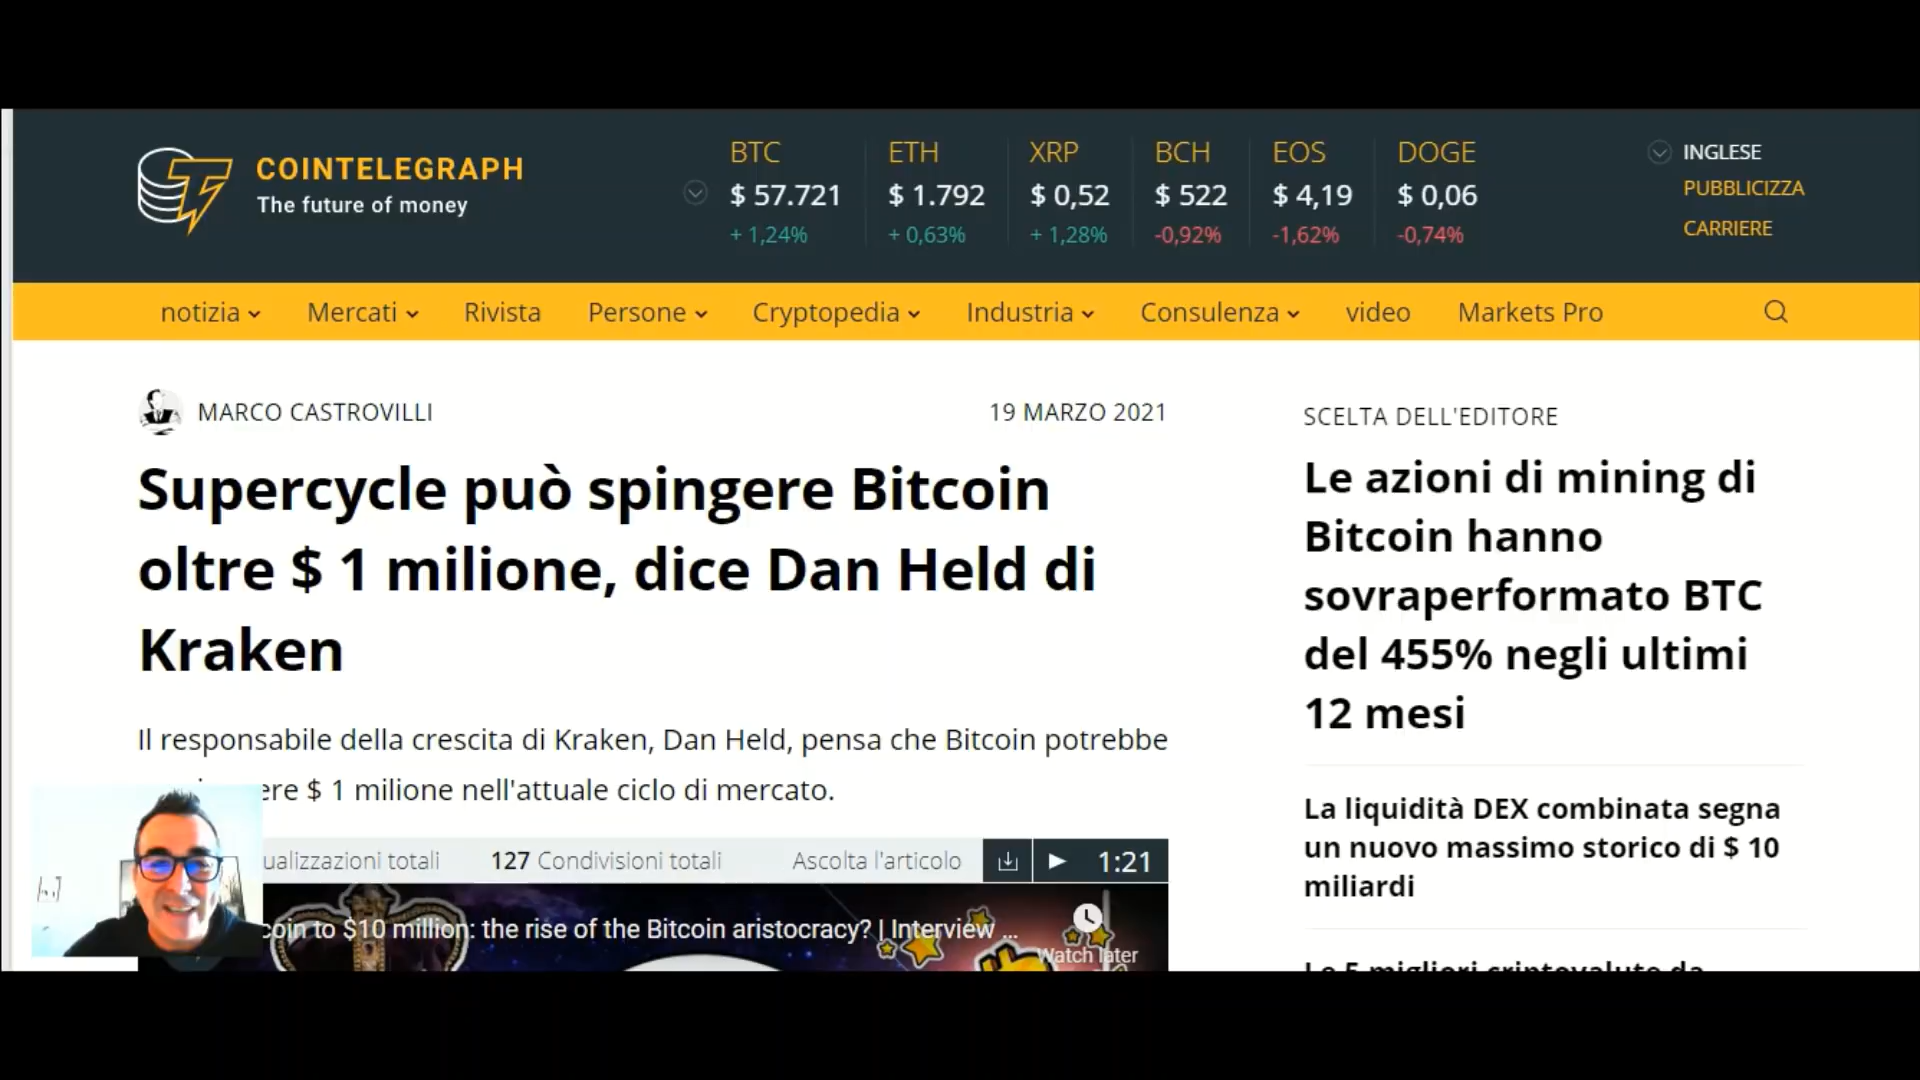 COINTELEGRAPH
The future of money
BTC
$ 57.721
+ 1,24%
ETH
$ 1.792
+ 0,63%
XRP
$ 0,52
+ 1,28%
BCH
$ 522
-0,92%
EOS
$ 4,19
-1,62%
DOGE
$ 0,06
-0,74%
INGLESE
PUBBLICIZZA
CARRIERE
notizia Mercati Rivista Persone Cryptopedia Industria Consulenza video Markets Pro
MARCO CASTROVILLI 19 MARZO 2021
Supercycle può spingere Bitcoin
oltre $ 1 milione, dice Dan Held di
Kraken
Il responsabile della crescita di Kraken, Dan Held, pensa che Bitcoin potrebbe
ere $ 1 milione nell'attuale ciclo di mercato.
ualizzazioni totali 127 Condivisioni totali Ascolta l'articolo 1:21
coin to $10 million: the rise of the Bitcoin aristocracy? | Interview ...
Watch later
SCELTA DELL'EDITORE
Le azioni di mining di
Bitcoin hanno
sovraperformato BTC
del 455% negli ultimi
12 mesi
La liquidità DEX combinata segna
un nuovo massimo storico di $ 10
miliardi
Le 5 migliori criptovalute da